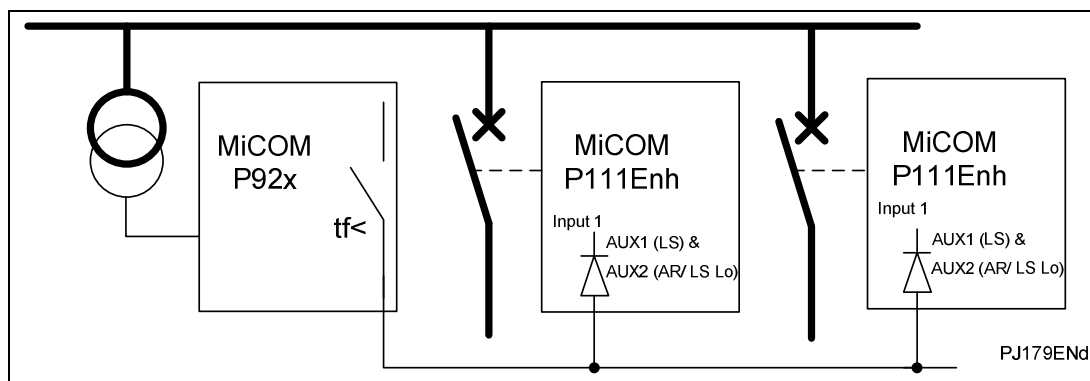 MiCOM
P92x
tf<
MiCOM
P111Enh
Input 1
AUX1 (LS) &
AUX2 (AR/ LS Lo)
MiCOM
P111Enh
Input 1
AUX1 (LS) &
AUX2 (AR/ LS Lo)
PJ179ENd